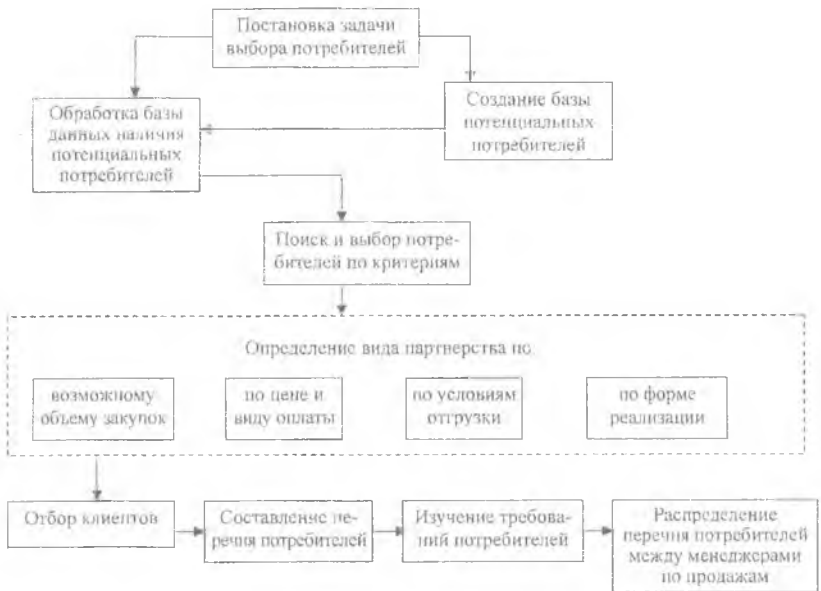 Постановка задачи
выбора потребителей
Обработка базы
данных наличия
потенциальных
потребителей
Создание базы
потенциальных
потребителей
Поиск и выбор потре-
бителей по критериям
Определение вида партнерства по
возможному
объему закупок
по цене и
виду оплаты
по условиям
отгрузки
по форме
реализации
Отбор клиентов
Составление пе-
речня потребителей
Изучение требова-
ний потребителей
Распределение
перечня потребителей
между менеджерами
по продажам